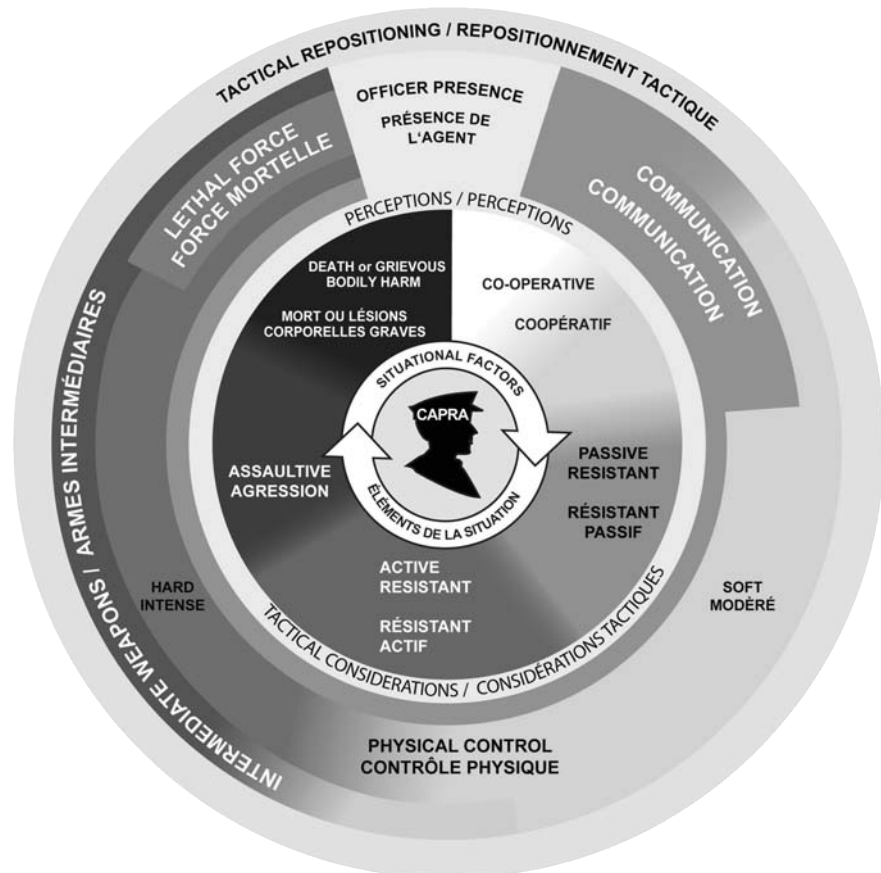 TACTICAL REPOSITIONING / REPOSITIONNEMENT TACTIQUE
OFFICER PRESENCE
PRÉSENCE DE
L'AGENT
LETHAL FORCE
FORCE MORTELLE
COMMUNICATION
COMMUNICATION
PERCEPTIONS / PERCEPTIONS
DEATH or GRIEVOUS
BODILY HARM
MORT OU LÉSIONS
CORPORELLES GRAVES
CO-OPERATIVE
COOPÉRATIF
SITUATIONAL FACTORS
CAPRA
ÉLÉMENTS DE LA SITUATION
ASSAULTIVE
AGRESSION
PASSIVE
RESISTANT
RÉSISTANT
PASSIF
ACTIVE
RESISTANT
RÉSISTANT
ACTIF
HARD
INTENSE
SOFT
MODÈRÉ
TACTICAL CONSIDERATIONS / CONSIDÉRATIONS TACTIQUES
INTERMEDIATE WEAPONS / ARMES INTERMÉDIAIRES
PHYSICAL CONTROL
CONTRÔLE PHYSIQUE